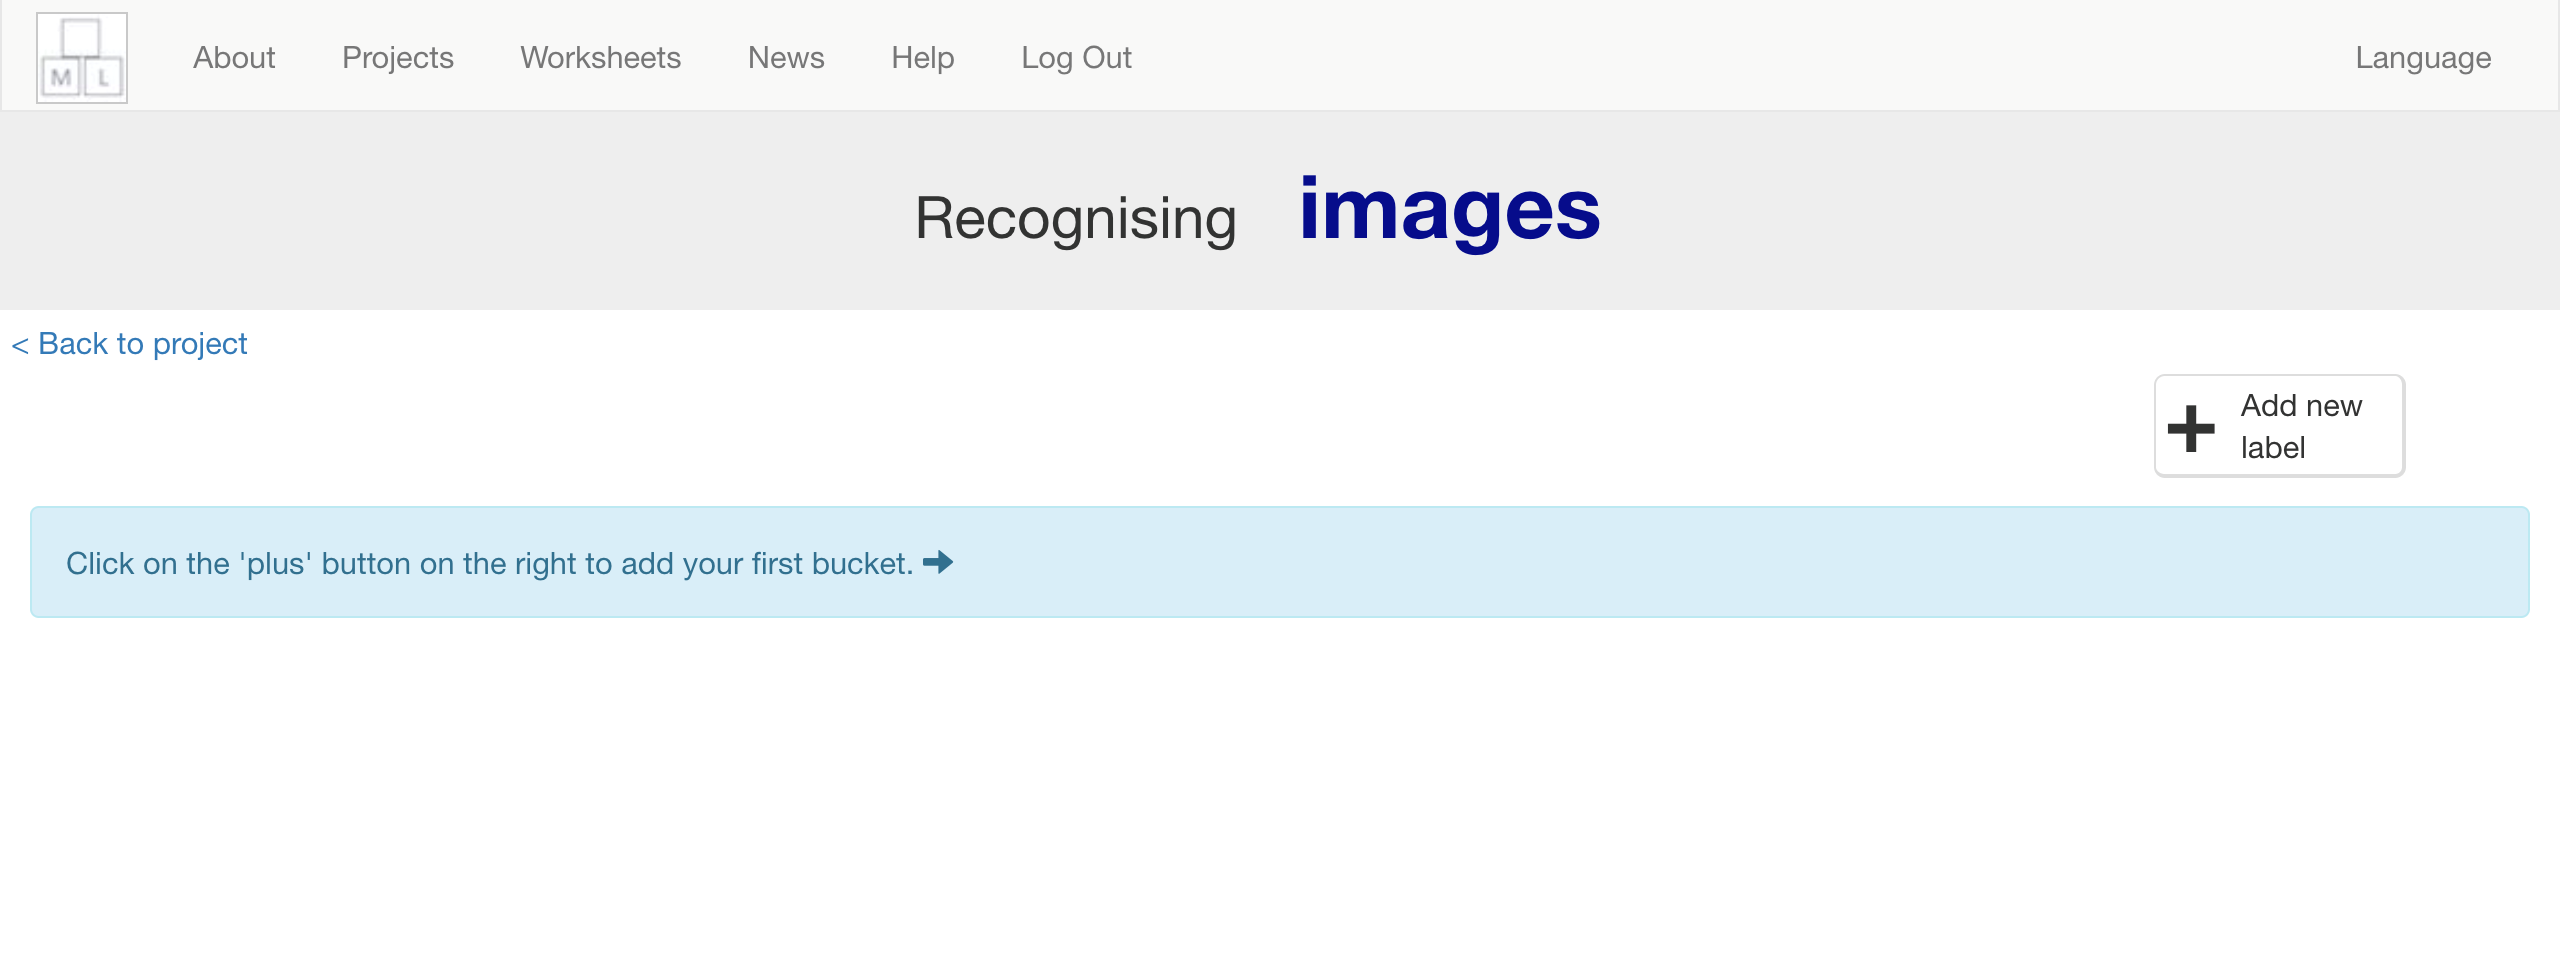 M L
About Projects Worksheets News Help Log Out Language
Recognising images
< Back to project
Add new
label
Click on the 'plus' button on the right to add your first bucket.